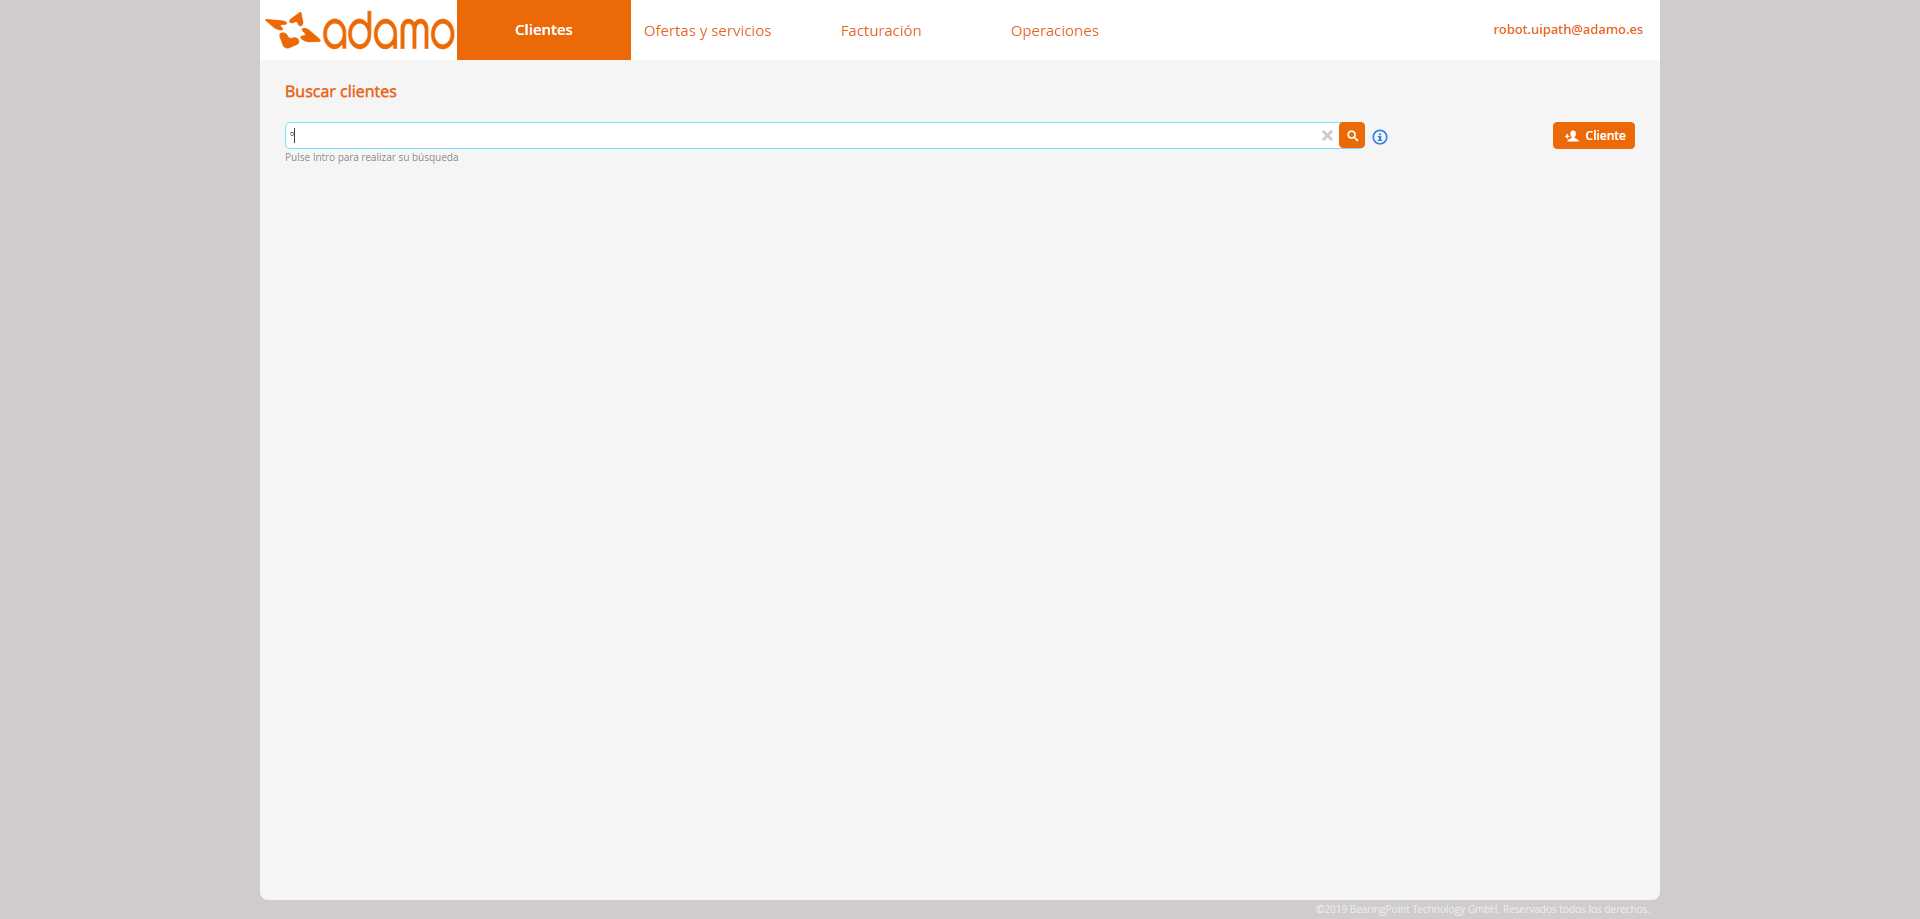 adamo
Clientes
Ofertas y servicios
Facturación
Operaciones
robot.uipath@adamo.es
Buscar clientes
º
Cliente
Pulse Intro para realizar su búsqueda
©2019 BearingPoint Technology GmbH. Reservados todos los derechos.